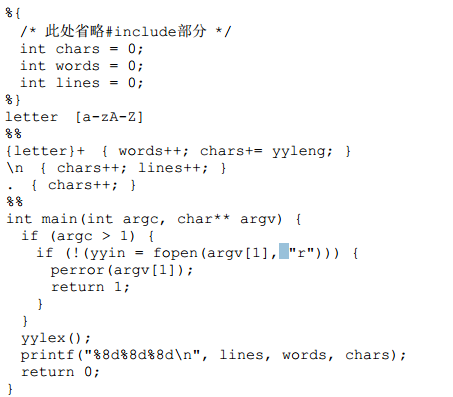 %{
  /* 此处省略#include部分 */
  int chars = 0;
  int words = 0;
  int lines = 0;
%}
letter  [a-zA-Z]
%%
{letter}+  { words++; chars+= yyleng; }
\n  { chars++; lines++; }
.  { chars++; }
%%
int main(int argc, char** argv) {
  if (argc > 1) {
    if (!(yyin = fopen(argv[1], "r"))) {
      perror(argv[1]);
      return 1;
    }
  }
  yylex();
  printf("%8d%8d%8d\n", lines, words, chars);
  return 0;
}